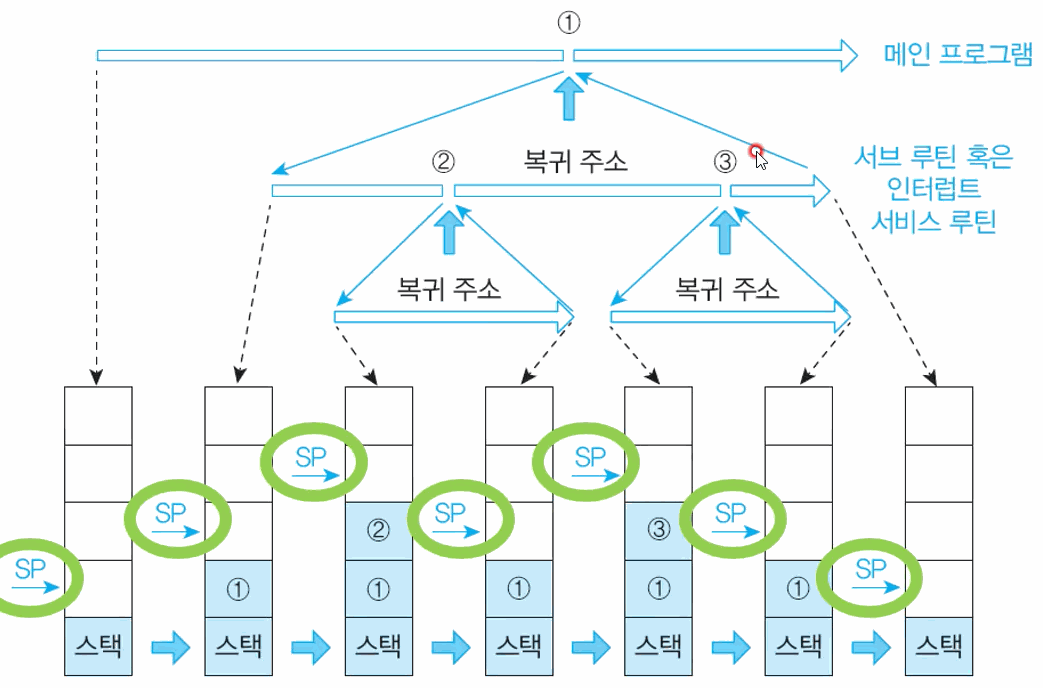 ①
메인 프로그램
② 복귀 주소 ③
서브 루틴 혹은
인터럽트
서비스 루틴
복귀 주소 복귀 주소
SP SP
SP ② SP ③ SP
SP ① ① ① ① ① SP
스택 스택 스택 스택 스택 스택 스택